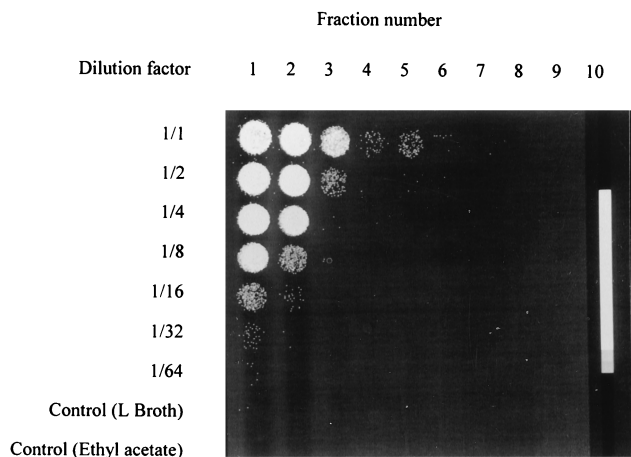 Fraction number
Dilution factor 1 2 3 4 5 6 7 8 9 10
1/1
1/2
1/4
1/8
1/16
1/32
1/64
Control (L Broth)
Control (Ethyl acetate)